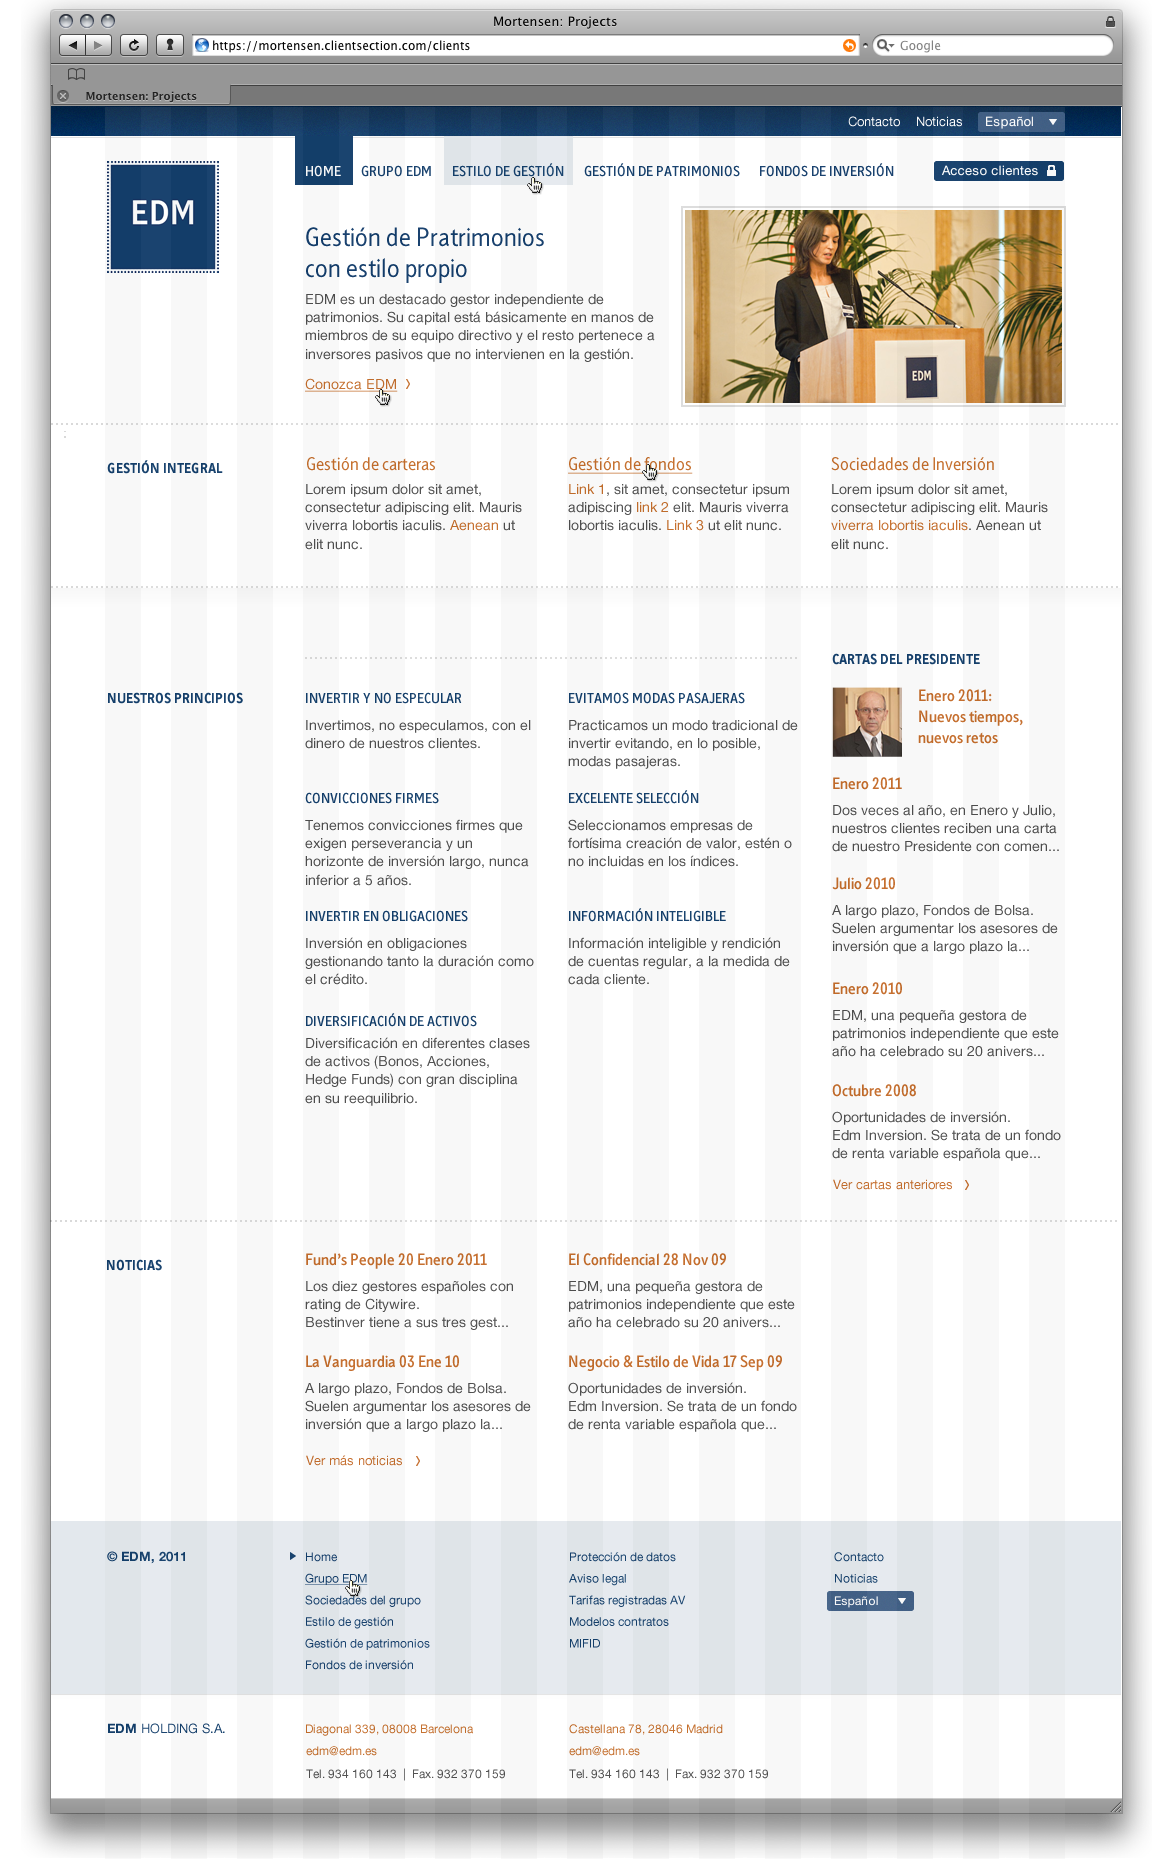 Mortensen: Projects
https://mortensen.clientsection.com/clients
Google
Mortensen: Projects
Contacto Noticias Español
HOME GRUPO EDM ESTILO DE GESTIÓN GESTIÓN DE PATRIMONIOS FONDOS DE INVERSIÓN Acceso clientes
EDM
Gestión de Pratrimonios
con estilo propio
EDM es un destacado gestor independiente de
patrimonios. Su capital está básicamente en manos de
miembros de su equipo directivo y el resto pertenece a
inversores pasivos que no intervienen en la gestión.
Conozca EDM
EDM
GESTIÓN INTEGRAL
Gestión de carteras
Lorem ipsum dolor sit amet,
consectetur adipiscing elit. Mauris
viverra lobortis iaculis. Aenean ut
elit nunc.
Gestión de fondos
Link 1, sit amet, consectetur ipsum
adipiscing link 2 elit. Mauris viverra
lobortis iaculis. Link 3 ut elit nunc.
Sociedades de Inversión
Lorem ipsum dolor sit amet,
consectetur adipiscing elit. Mauris
viverra lobortis iaculis. Aenean ut
elit nunc.
NUESTROS PRINCIPIOS
INVERTIR Y NO ESPECULAR
Invertimos, no especulamos, con el
dinero de nuestros clientes.
CONVICCIONES FIRMES
Tenemos convicciones firmes que
exigen perseverancia y un
horizonte de inversión largo, nunca
inferior a 5 años.
INVERTIR EN OBLIGACIONES
Inversión en obligaciones
gestionando tanto la duración como
el crédito.
DIVERSIFICACIÓN DE ACTIVOS
Diversificación en diferentes clases
de activos (Bonos, Acciones,
Hedge Funds) con gran disciplina
en su reequilibrio.
EVITAMOS MODAS PASAJERAS
Practicamos un modo tradicional de
invertir evitando, en lo posible,
modas pasajeras.
EXCELENTE SELECCIÓN
Seleccionamos empresas de
fortísima creación de valor, estén o
no incluidas en los índices.
INFORMACIÓN INTELIGIBLE
Información inteligible y rendición
de cuentas regular, a la medida de
cada cliente.
CARTAS DEL PRESIDENTE
Enero 2011:
Nuevos tiempos,
nuevos retos
Enero 2011
Dos veces al año, en Enero y Julio,
nuestros clientes reciben una carta
de nuestro Presidente con comen...
Julio 2010
A largo plazo, Fondos de Bolsa.
Suelen argumentar los asesores de
inversión que a largo plazo la...
Enero 2010
EDM, una pequeña gestora de
patrimonios independiente que este
año ha celebrado su 20 anivers...
Octubre 2008
Oportunidades de inversión.
Edm Inversion. Se trata de un fondo
de renta variable española que...
Ver cartas anteriores
NOTICIAS
Fund's People 20 Enero 2011
Los diez gestores españoles con
rating de Citywire.
Bestinver tiene a sus tres gest...
La Vanguardia 03 Ene 10
A largo plazo, Fondos de Bolsa.
Suelen argumentar los asesores de
inversión que a largo plazo la...
Ver más noticias
El Confidencial 28 Nov 09
EDM, una pequeña gestora de
patrimonios independiente que este
año ha celebrado su 20 anivers...
Negocio & Estilo de Vida 17 Sep 09
Oportunidades de inversión.
Edm Inversion. Se trata de un fondo
de renta variable española que...
© EDM, 2011
Home
Grupo EDM
Sociedades del grupo
Estilo de gestión
Gestión de patrimonios
Fondos de inversión
Protección de datos
Aviso legal
Tarifas registradas AV
Modelos contratos
MIFID
Contacto
Noticias
Español
EDM HOLDING S.A.
Diagonal 339, 08008 Barcelona
edm@edm.es
Tel. 934 160 143 | Fax. 932 370 159
Castellana 78, 28046 Madrid
edm@edm.es
Tel. 934 160 143 | Fax. 932 370 159